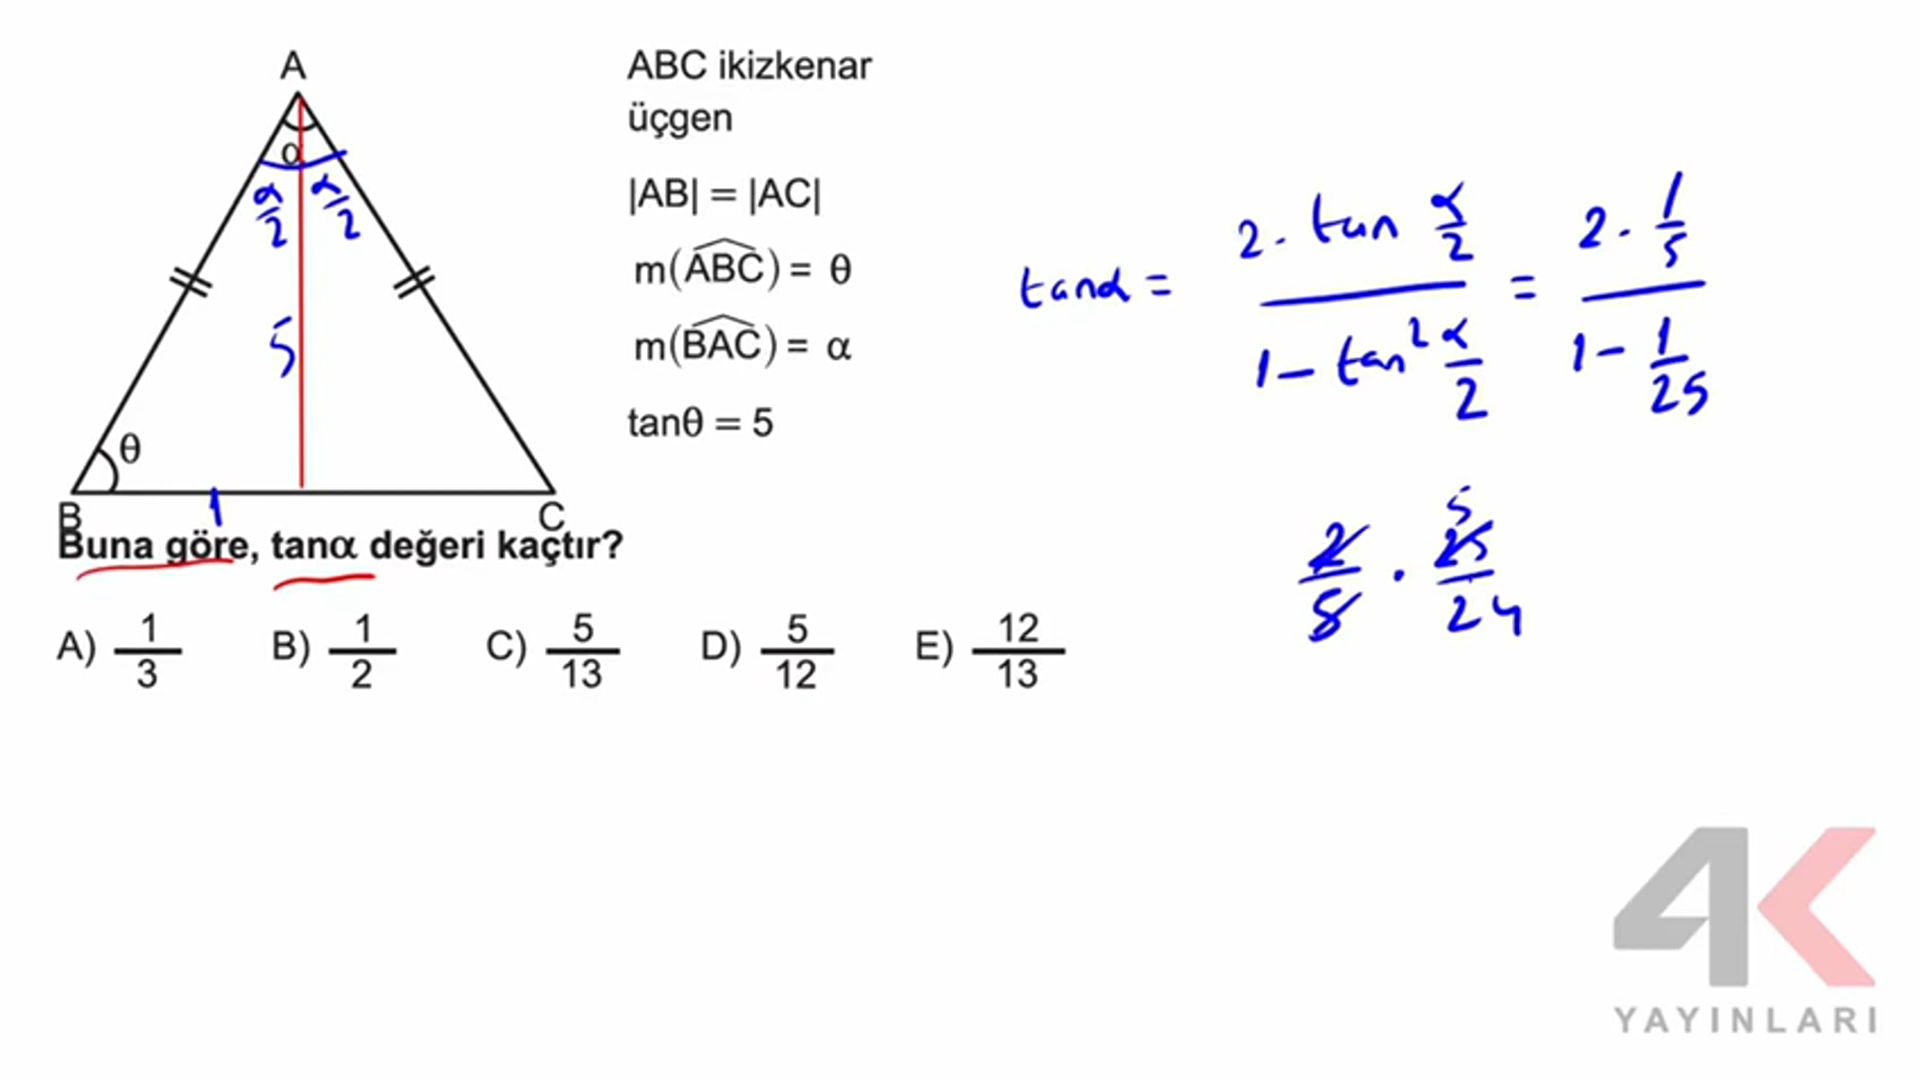 A
α
α/2 α/2
5
θ
B
C
1
ABC ikizkenar
üçgen
|AB| = |AC|
m(ABC) = θ
m(BAC) = α
tanθ = 5
Buna göre, tanα değeri kaçtır?
A) 1/3 B) 1/2 C) 5/13 D) 5/12 E) 12/13
tanα = 2 · tan α/2 / 1 − tan² α/2 = 2 · 1/5 / 1 − 1/25
2/5 · 25/24
5
4K
YAYINLARI